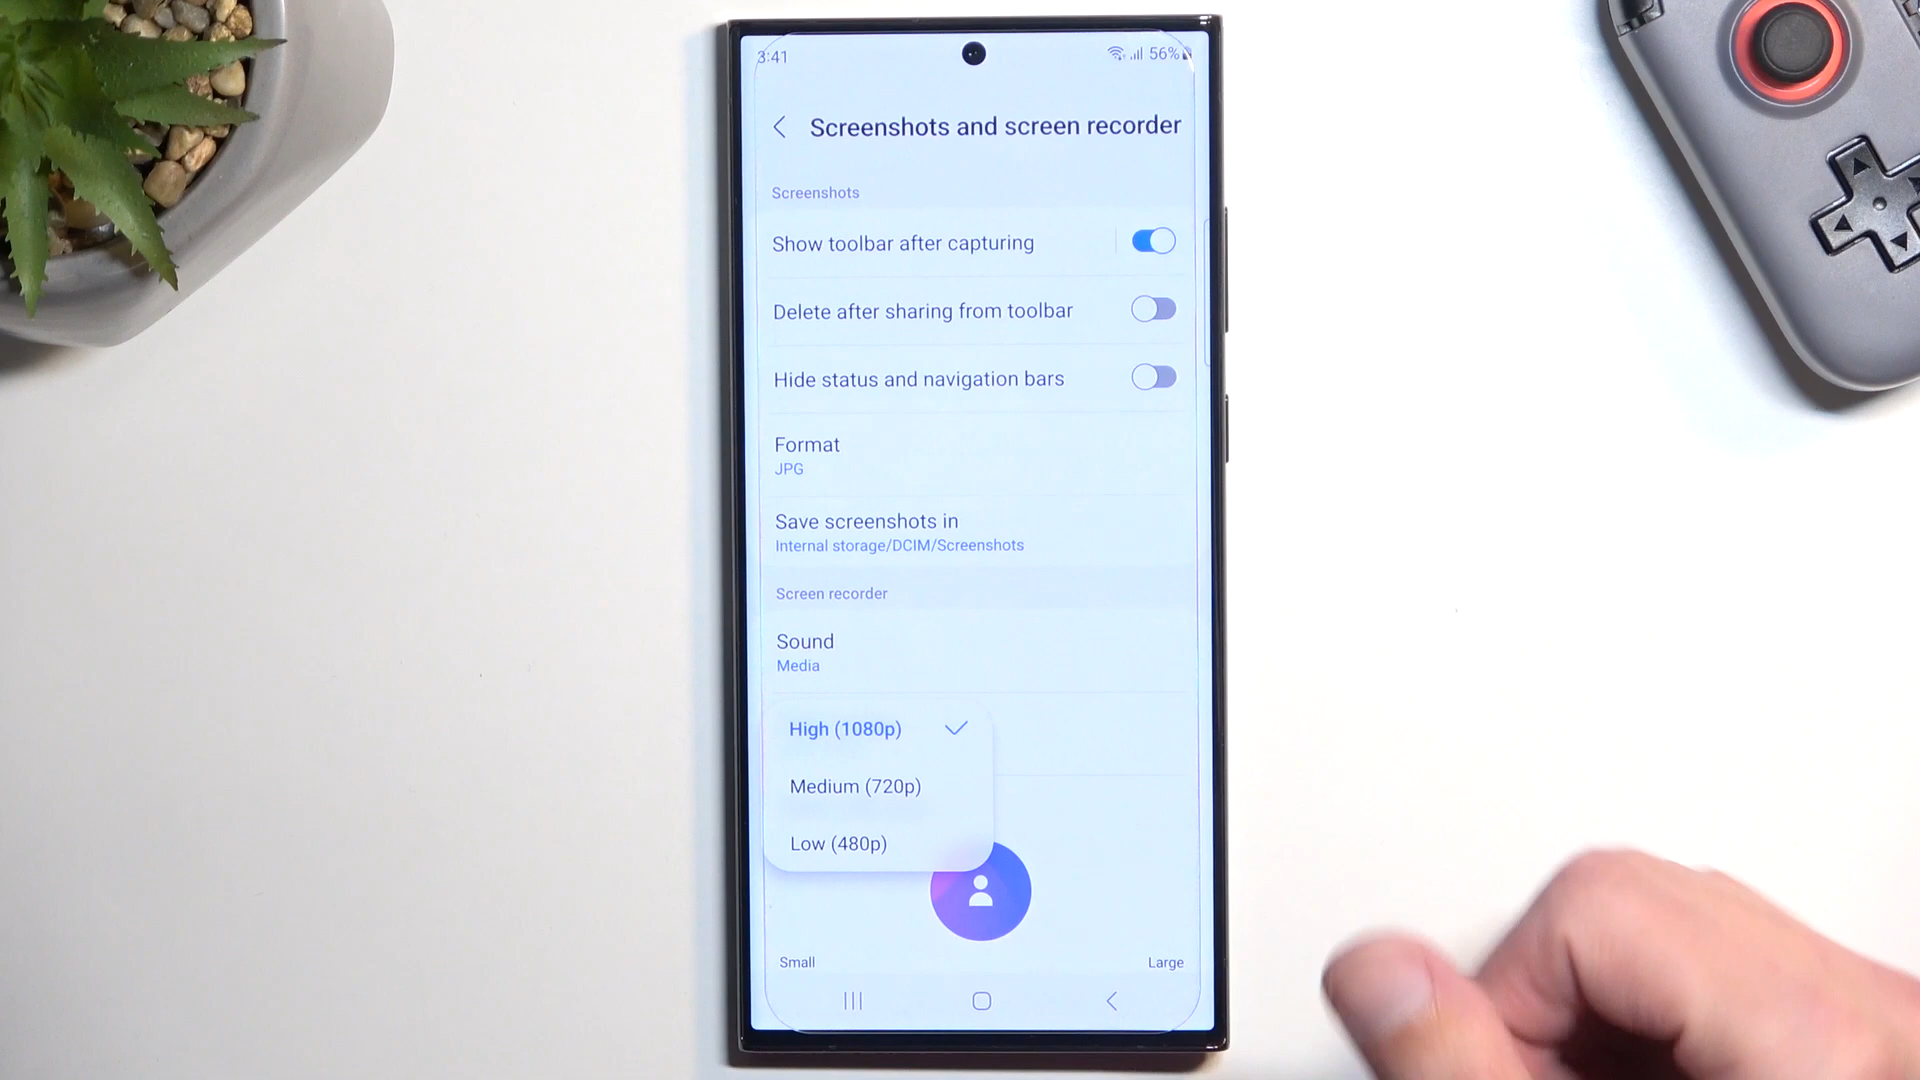 3:41
56%
Screenshots and screen recorder
Screenshots
Show toolbar after capturing
Delete after sharing from toolbar
Hide status and navigation bars
Format
JPG
Save screenshots in
Internal storage/DCIM/Screenshots
Screen recorder
Sound
Media
High (1080p)
Medium (720p)
Low (480p)
Small
Large